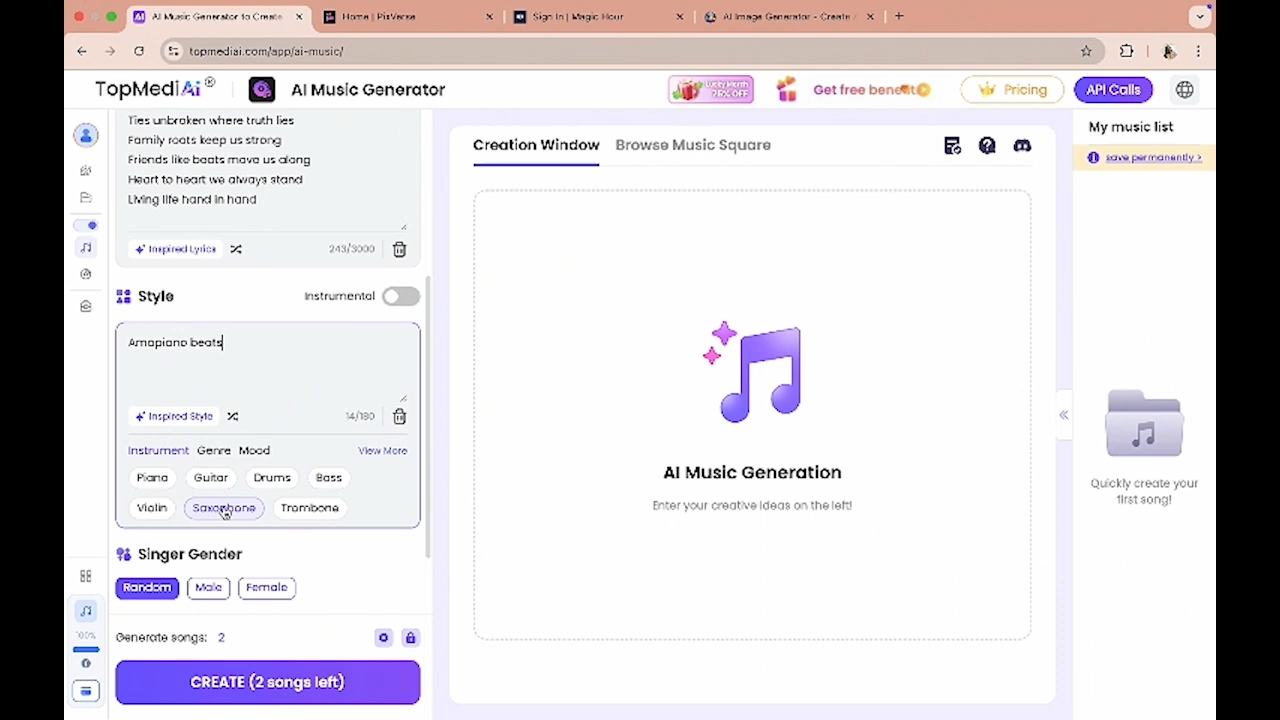 AI Music Generator to Create
Home | PixVerse
Sign In | Magic Hour
AI Image Generator - Create
topmediai.com/app/ai-music/
TopMediAi
AI Music Generator
Lucky Month
Get free benefit
Pricing
API Calls
Ties unbroken where truth lies
Family roots keep us strong
Friends like beats move us along
Heart to heart we always stand
Living life hand in hand
Inspired Lyrics
243/3000
Style
Instrumental
Amapiano beats
Inspired Style
14/180
Instrument Genre Mood
View More
Piano Guitar Drums Bass
Violin Saxophone Trombone
Singer Gender
Random Male Female
Generate songs: 2
CREATE (2 songs left)
100%
Creation Window
Browse Music Square
AI Music Generation
Enter your creative ideas on the left!
My music list
save permanently >
Quickly create your
first song!